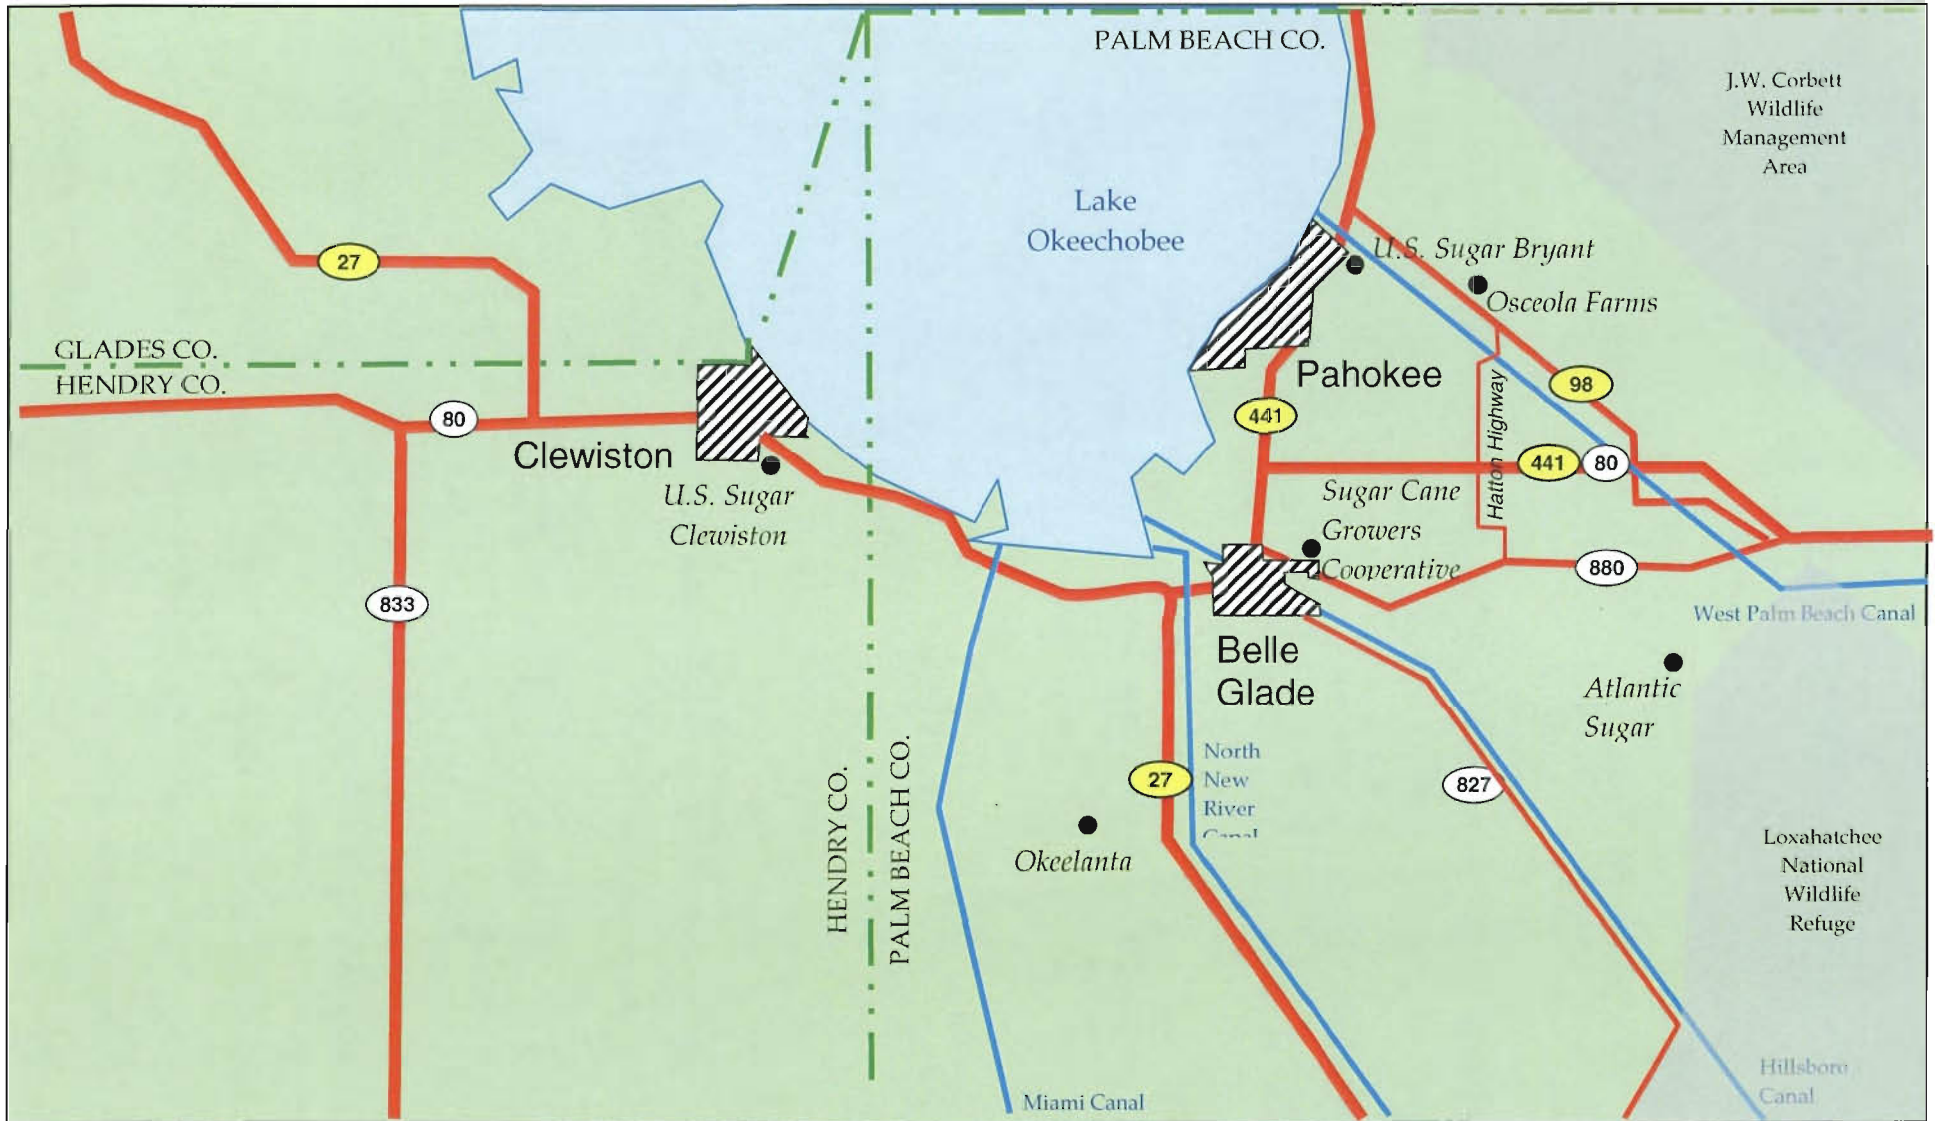 PALM BEACH CO.
J.W. Corbett
Wildlife
Management
Area
Lake
Okeechobee
U.S. Sugar Bryant
27
Osceola Farms
GLADES CO.
HENDRY CO.
Pahokee
98
80
441
Hatton Highway
Clewiston
441
80
U.S. Sugar
Clewiston
Sugar Cane
Growers
Cooperative
880
833
West Palm Beach Canal
Belle
Glade
Atlantic
Sugar
HENDRY CO.
PALM BEACH CO.
North
New
River
Canal
27
827
Okeelanta
Loxahatchee
National
Wildlife
Refuge
Hillsboro
Canal
Miami Canal